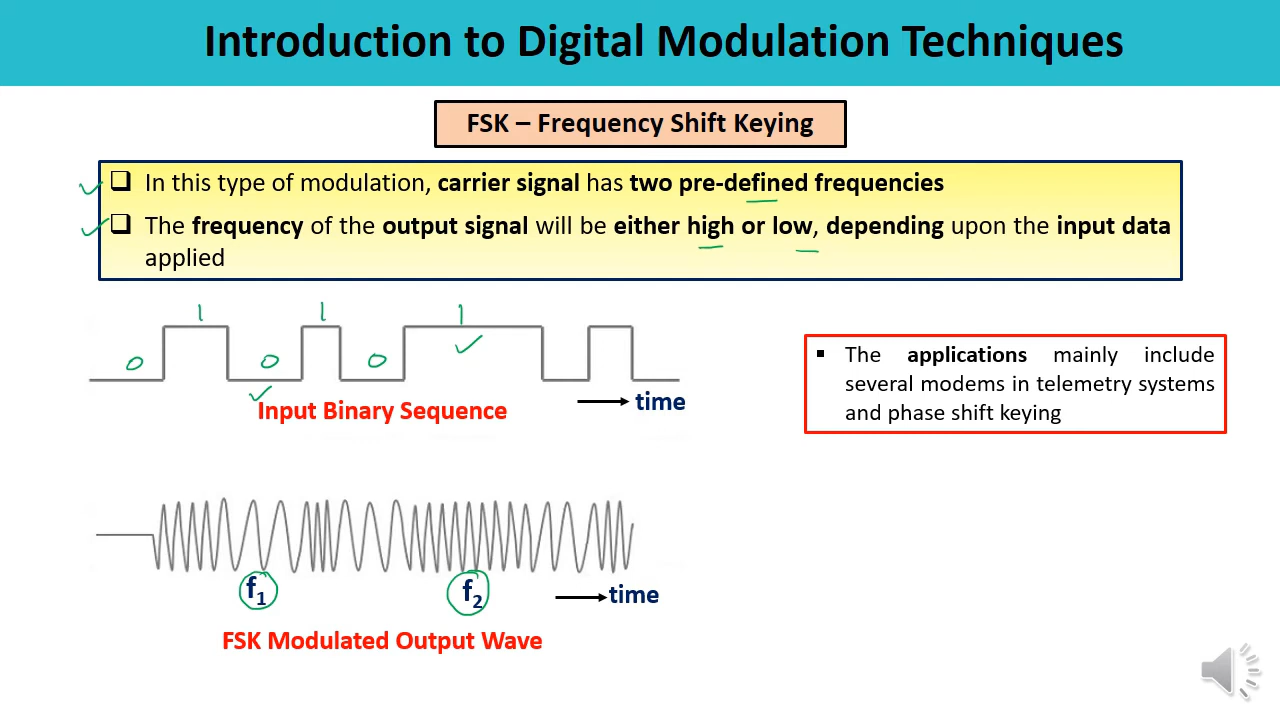 Introduction to Digital Modulation Techniques
FSK – Frequency Shift Keying
In this type of modulation, carrier signal has two pre-defined frequencies
The frequency of the output signal will be either high or low, depending upon the input data
applied
1 1 1
0 0 0
Input Binary Sequence
time
The applications mainly include
several modems in telemetry systems
and phase shift keying
f₁ f₂
time
FSK Modulated Output Wave